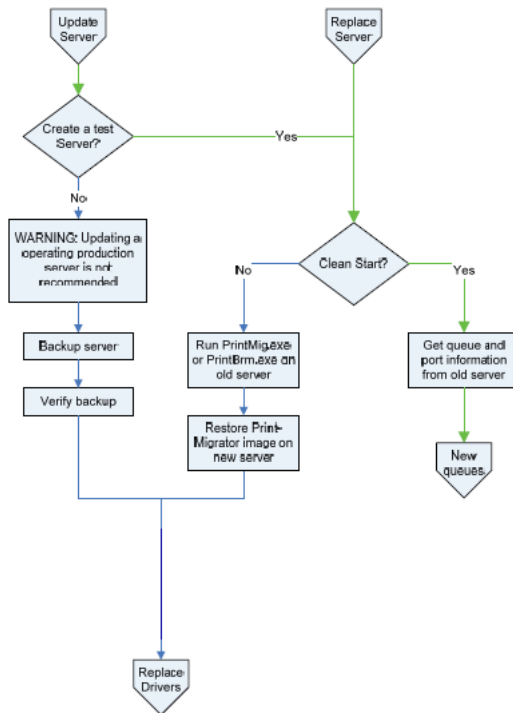 Update
Server
Replace
Server
Create a test
Server?
Yes
No
WARNING: Updating a
operating production
server is not
recommended
Clean Start?
No
Yes
Backup server
Run PrintMig.exe
or PrintBrm.exe on
old server
Get queue and
port information
from old server
Verify backup
Restore Print-
Migrator image on
new server
New
queues
Replace
Drivers